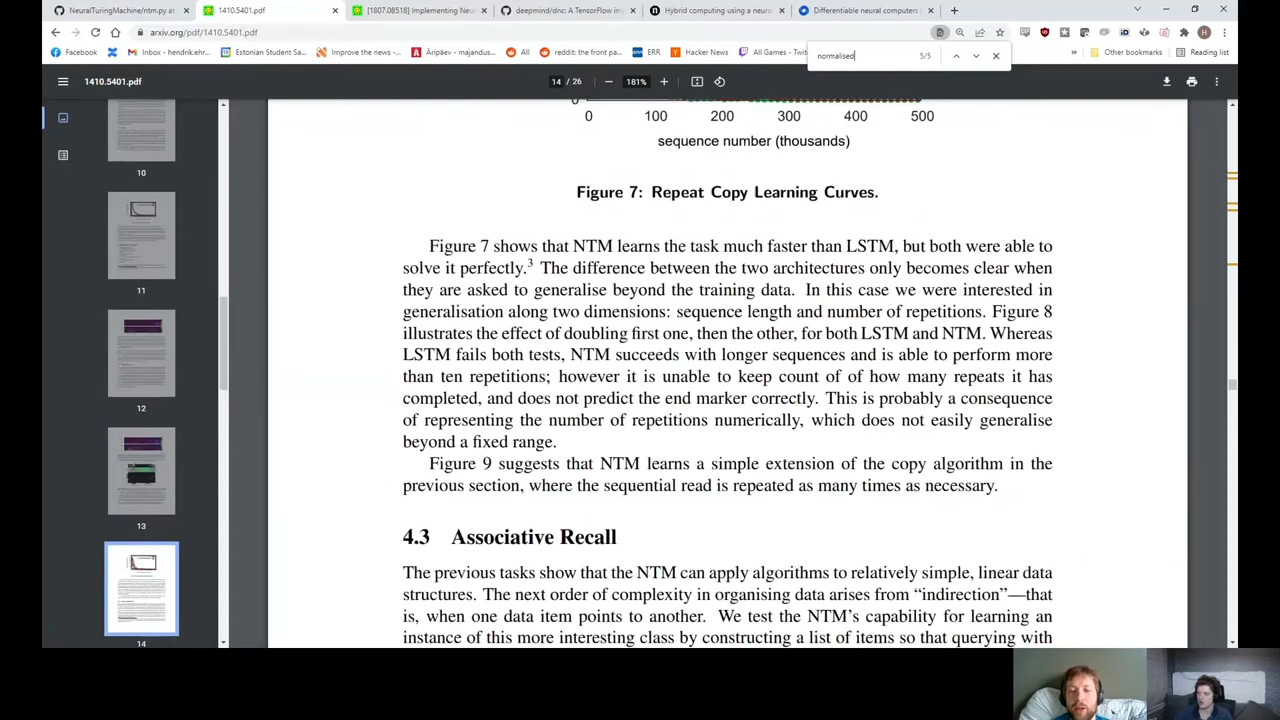 NeuralTuringMachine/ntm.py at
1410.5401.pdf
[1807.08518] Implementing Neu
deepmind/dnc: A TensorFlow im
Hybrid computing using a neura
Differentiable neural computers
arxiv.org/pdf/1410.5401.pdf
Facebook
Inbox - hendrik.ehr...
Estonian Student Sa...
Improve the news -...
Äripäev - majandus...
All
reddit: the front pa...
ERR
Hacker News
All Games - Twit
normalised
5/5
Other bookmarks
Reading list
1410.5401.pdf
14 / 26
181%
10
11
12
13
14
0
0 100 200 300 400 500
sequence number (thousands)
Figure 7: Repeat Copy Learning Curves.
Figure 7 shows that NTM learns the task much faster than LSTM, but both were able to
solve it perfectly.3 The difference between the two architectures only becomes clear when
they are asked to generalise beyond the training data. In this case we were interested in
generalisation along two dimensions: sequence length and number of repetitions. Figure 8
illustrates the effect of doubling first one, then the other, for both LSTM and NTM. Whereas
LSTM fails both tests, NTM succeeds with longer sequences and is able to perform more
than ten repetitions; however it is unable to keep count of of how many repeats it has
completed, and does not predict the end marker correctly. This is probably a consequence
of representing the number of repetitions numerically, which does not easily generalise
beyond a fixed range.
Figure 9 suggests that NTM learns a simple extension of the copy algorithm in the
previous section, where the sequential read is repeated as many times as necessary.
4.3 Associative Recall
The previous tasks show that the NTM can apply algorithms to relatively simple, linear data
structures. The next order of complexity in organising data arises from “indirection”—that
is, when one data item points to another. We test the NTM’s capability for learning an
instance of this more interesting class by constructing a list of items so that querying with